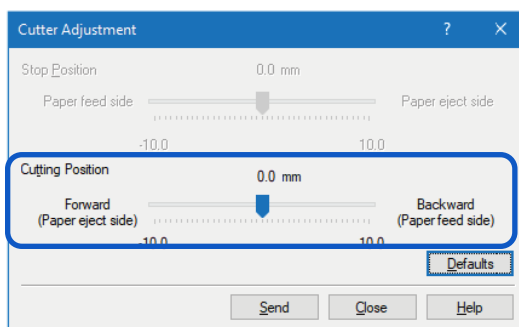 Cutter Adjustment ? ×
Stop Position 0.0 mm
Paper feed side Paper eject side
-10.0 10.0
Cutting Position 0.0 mm
Forward Backward
(Paper eject side) (Paper feed side)
-10.0 10.0
Defaults
Send Close Help